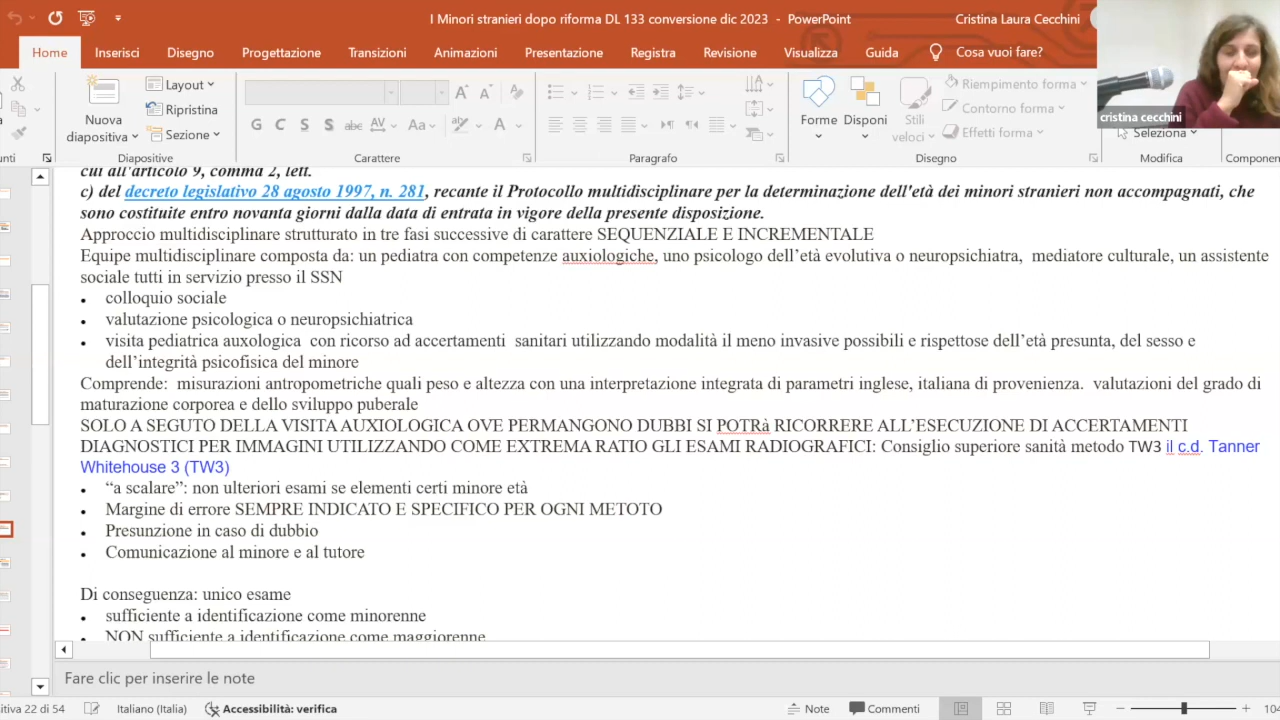 I Minori stranieri dopo riforma DL 133 conversione dic 2023 - PowerPoint
Cristina Laura Cecchini
Home Inserisci Disegno Progettazione Transizioni Animazioni Presentazione Registra Revisione Visualizza Guida Cosa vuoi fare?
Nuova diapositiva
Layout
Ripristina
Sezione
Forme
Disponi
Stili veloci
Riempimento forma
Contorno forma
Effetti forma
Seleziona
cristina cecchini
Diapositive Carattere Paragrafo Disegno Modifica
cui all'articolo 9, comma 2, lett.
c) del decreto legislativo 28 agosto 1997, n. 281, recante il Protocollo multidisciplinare per la determinazione dell'età dei minori stranieri non accompagnati, che
sono costituite entro novanta giorni dalla data di entrata in vigore della presente disposizione.
Approccio multidisciplinare strutturato in tre fasi successive di carattere SEQUENZIALE E INCREMENTALE
Equipe multidisciplinare composta da: un pediatra con competenze auxiologiche, uno psicologo dell'età evolutiva o neuropsichiatra, mediatore culturale, un assistente
sociale tutti in servizio presso il SSN
• colloquio sociale
• valutazione psicologica o neuropsichiatrica
• visita pediatrica auxologica con ricorso ad accertamenti sanitari utilizzando modalità il meno invasive possibili e rispettose dell'età presunta, del sesso e
dell'integrità psicofisica del minore
Comprende: misurazioni antropometriche quali peso e altezza con una interpretazione integrata di parametri inglese, italiana di provenienza. valutazioni del grado di
maturazione corporea e dello sviluppo puberale
SOLO A SEGUTO DELLA VISITA AUXIOLOGICA OVE PERMANGONO DUBBI SI POTRà RICORRERE ALL'ESECUZIONE DI ACCERTAMENTI
DIAGNOSTICI PER IMMAGINI UTILIZZANDO COME EXTREMA RATIO GLI ESAMI RADIOGRAFICI: Consiglio superiore sanità metodo TW3 il c.d. Tanner
Whitehouse 3 (TW3)
• “a scalare”: non ulteriori esami se elementi certi minore età
• Margine di errore SEMPRE INDICATO E SPECIFICO PER OGNI METOTO
• Presunzione in caso di dubbio
• Comunicazione al minore e al tutore
Di conseguenza: unico esame
• sufficiente a identificazione come minorenne
• NON sufficiente a identificazione come maggiorenne
Fare clic per inserire le note
22 di 54 Italiano (Italia) Accessibilità: verifica Note Commenti